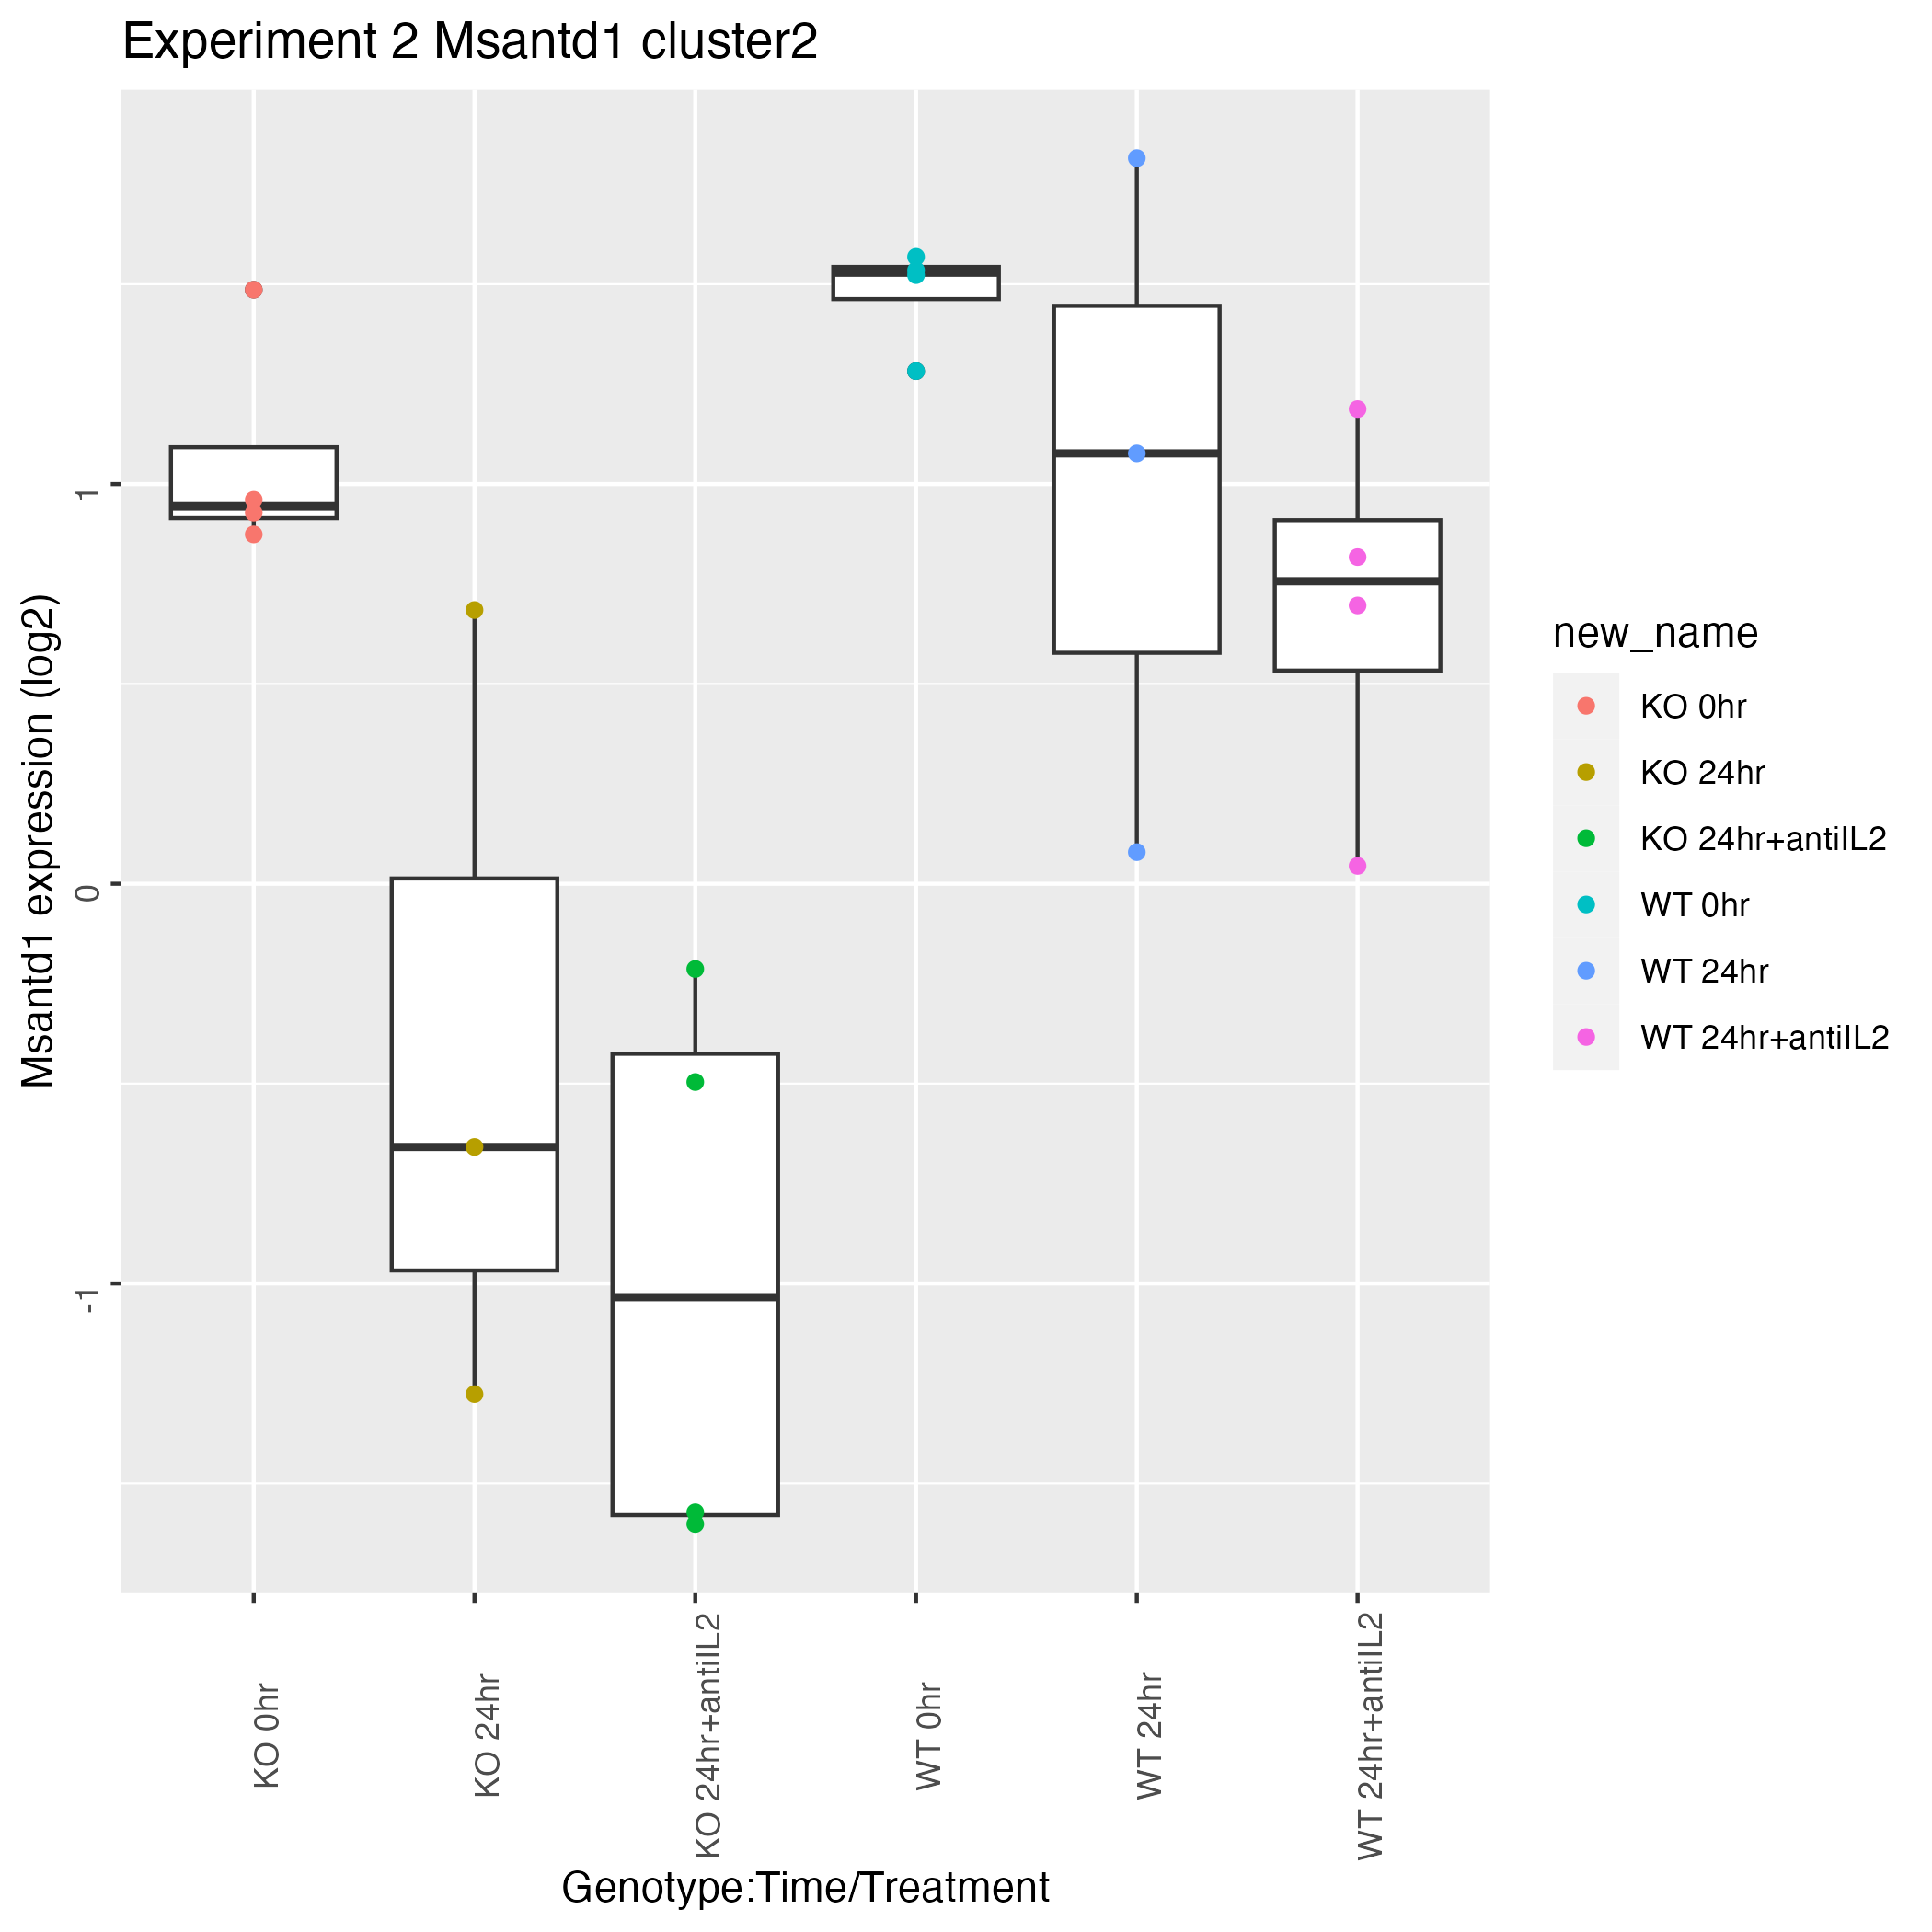 Experiment 2 Msantd1 cluster2
Msantd1 expression (log2)
1
0
-1
KO 0hr
KO 24hr
KO 24hr+antiIL2
WT 0hr
WT 24hr
WT 24hr+antiIL2
Genotype:Time/Treatment
new_name
KO 0hr
KO 24hr
KO 24hr+antiIL2
WT 0hr
WT 24hr
WT 24hr+antiIL2